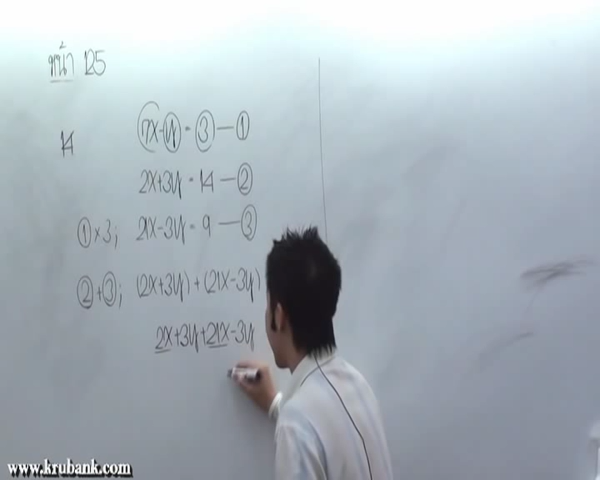 หน้า 125
14 7x-y = 3 — ①
2x+3y = 14 — ②
①×3; 21x-3y = 9 — ③
②+③; (2x+3y)+(21x-3y)
2x+3y+21x-3y
www.krubank.com